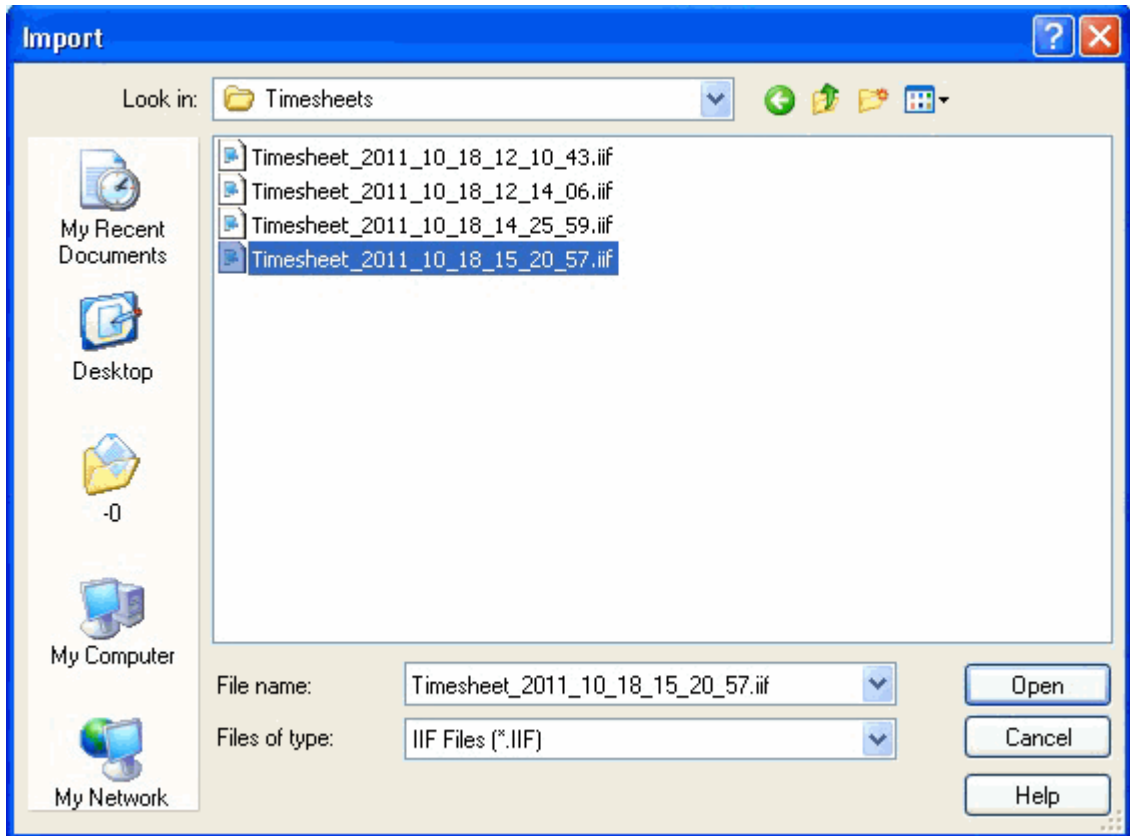 Import
Look in:
Timesheets
Timesheet_2011_10_18_12_10_43.iif
Timesheet_2011_10_18_12_14_06.iif
Timesheet_2011_10_18_14_25_59.iif
Timesheet_2011_10_18_15_20_57.iif
My Recent
Documents
Desktop
-0
My Computer
My Network
File name:
Timesheet_2011_10_18_15_20_57.iif
Open
Files of type:
IIF Files (*.IIF)
Cancel
Help